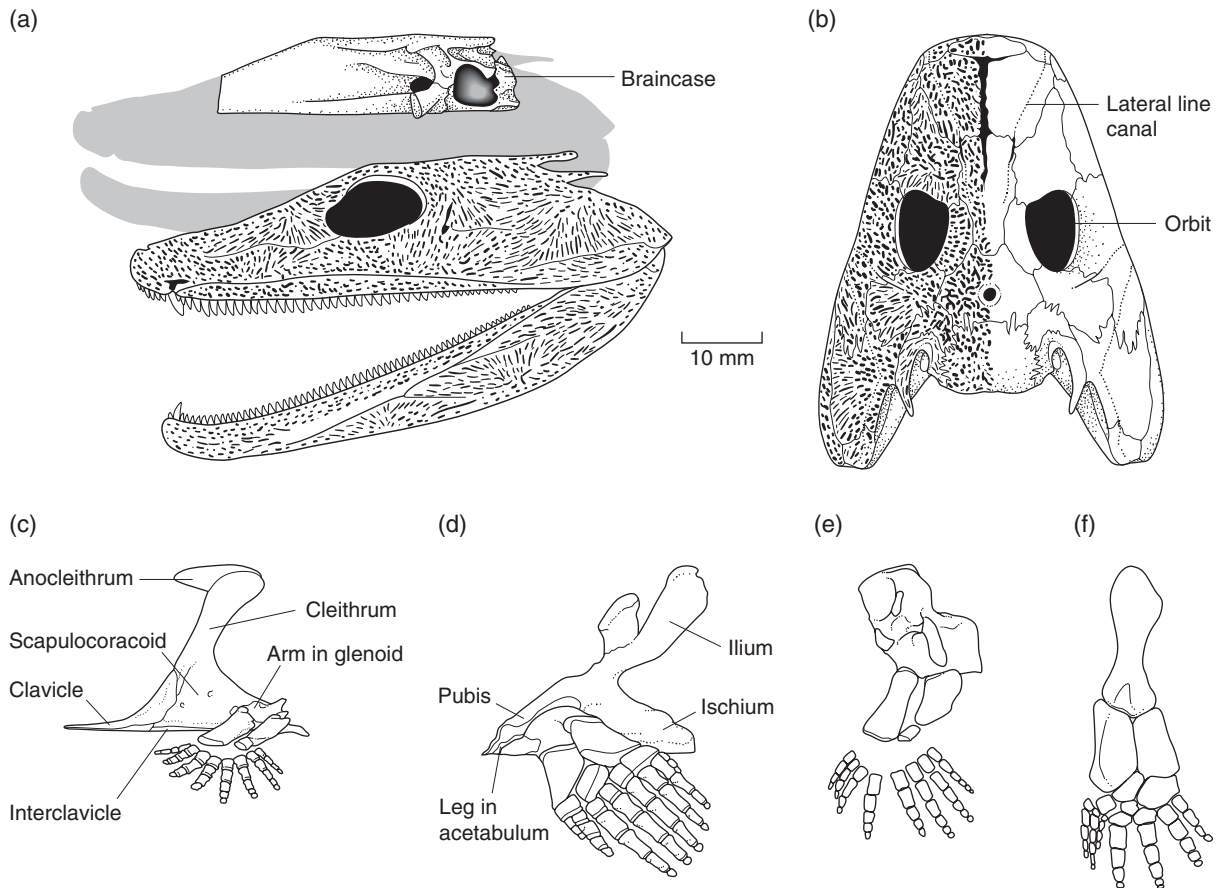 (a)
Braincase
10 mm
(b)
Lateral line
canal
Orbit
(c)
Anocleithrum
Cleithrum
Scapulocoracoid
Arm in glenoid
Clavicle
Interclavicle
(d)
Ilium
Pubis
Ischium
Leg in
acetabulum
(e)
(f)